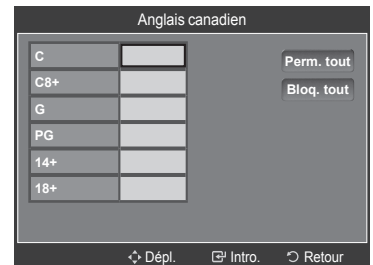 Anglais canadien
C
Perm. tout
C8+
Bloq. tout
G
PG
14+
18+
Dépl. Intro. Retour